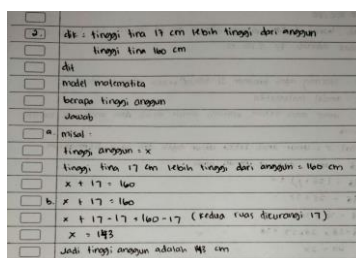 2. dik : tinggi tina 17 cm lebih tinggi dari anggun
tinggi tina 160 cm
dit
model matematika
berapa tinggi anggun
Jawab
a. misal :
tinggi anggun = x
tinggi tina 17 cm lebih tinggi dari anggun = 160 cm
x + 17 = 160
b. x + 17 = 160
x + 17 - 17 = 160 - 17 (kedua ruas dikurangi 17)
x = 143
Jadi tinggi anggun adalah 143 cm